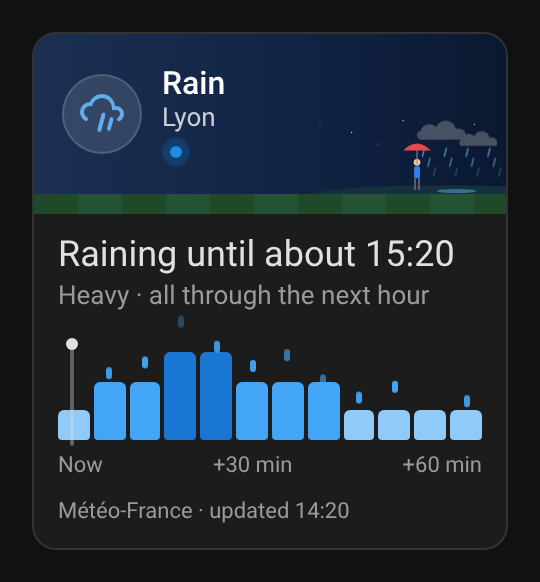 Rain
Lyon
Raining until about 15:20
Heavy · all through the next hour
Now +30 min +60 min
Météo-France · updated 14:20